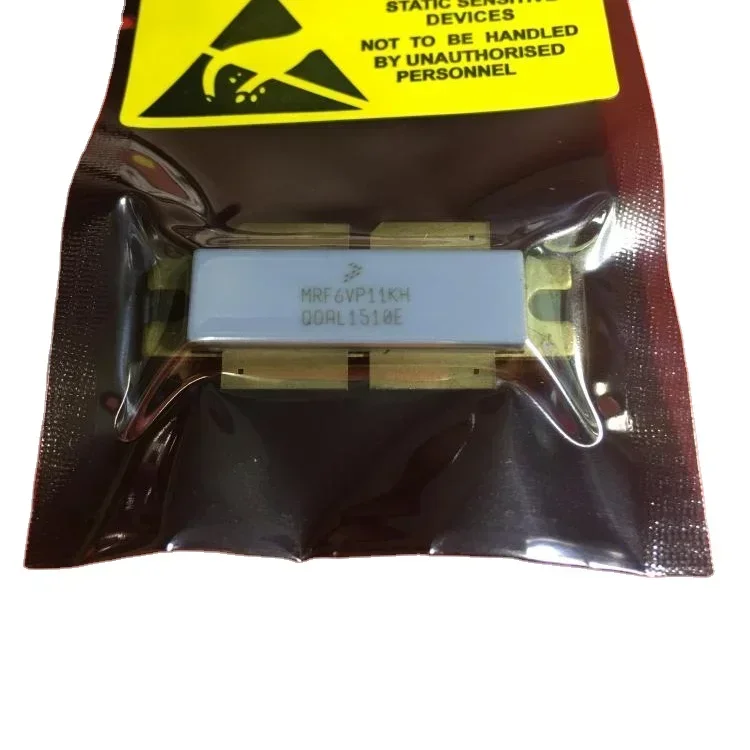 STATIC SENSITIVE
DEVICES
NOT TO BE HANDLED
BY UNAUTHORISED
PERSONNEL
MRF6VP11KH
QQAL1510E